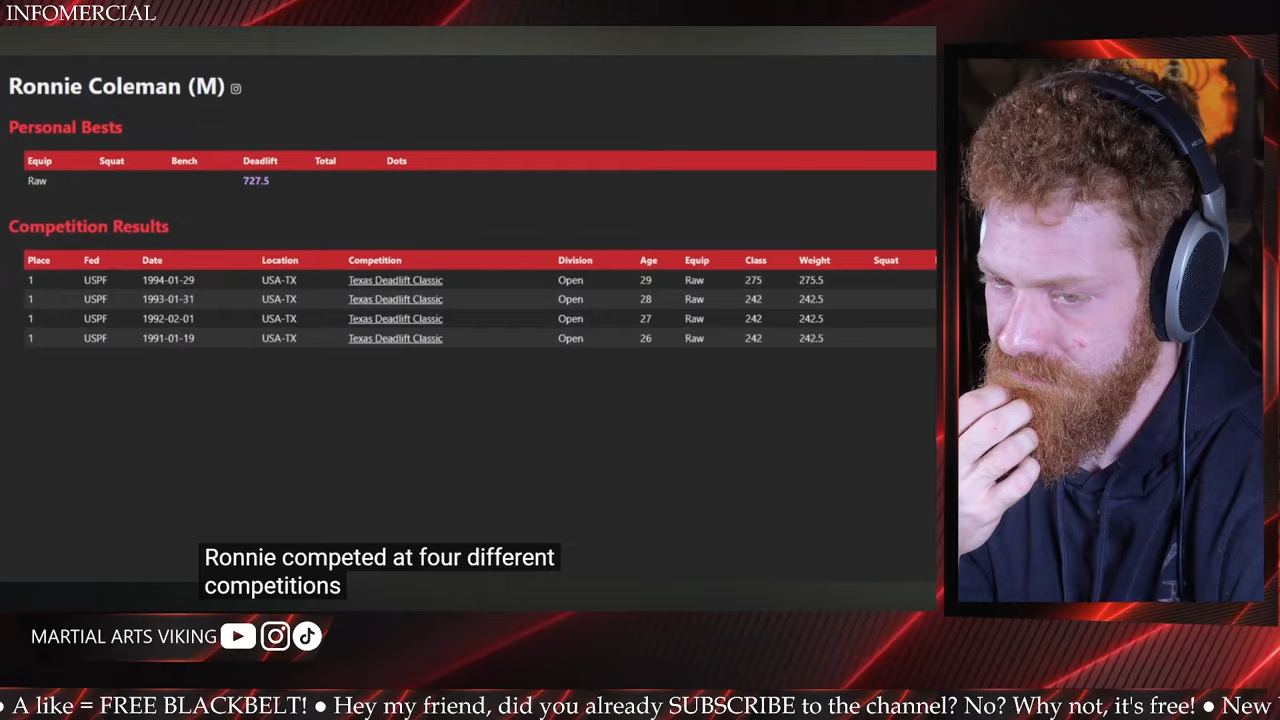 INFOMERCIAL
Ronnie Coleman (M)
Personal Bests
Equip Squat Bench Deadlift Total Dots
Raw 727.5
Competition Results
Place Fed Date Location Competition Division Age Equip Class Weight Squat
1 USPF 1994-01-29 USA-TX Texas Deadlift Classic Open 29 Raw 275 275.5
1 USPF 1993-01-31 USA-TX Texas Deadlift Classic Open 28 Raw 242 242.5
1 USPF 1992-02-01 USA-TX Texas Deadlift Classic Open 27 Raw 242 242.5
1 USPF 1991-01-19 USA-TX Texas Deadlift Classic Open 26 Raw 242 242.5
Ronnie competed at four different
competitions
MARTIAL ARTS VIKING
● A like = FREE BLACKBELT! ● Hey my friend, did you already SUBSCRIBE to the channel? No? Why not, it's free! ● New